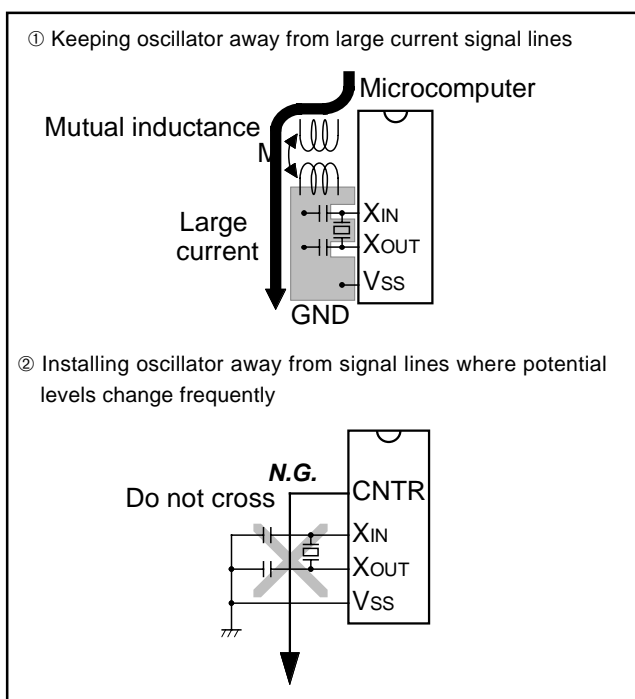 ① Keeping oscillator away from large current signal lines
Microcomputer
Mutual inductance
M
Large
current
XIN
XOUT
VSS
GND
② Installing oscillator away from signal lines where potential
levels change frequently
N.G.
Do not cross
CNTR
XIN
XOUT
VSS